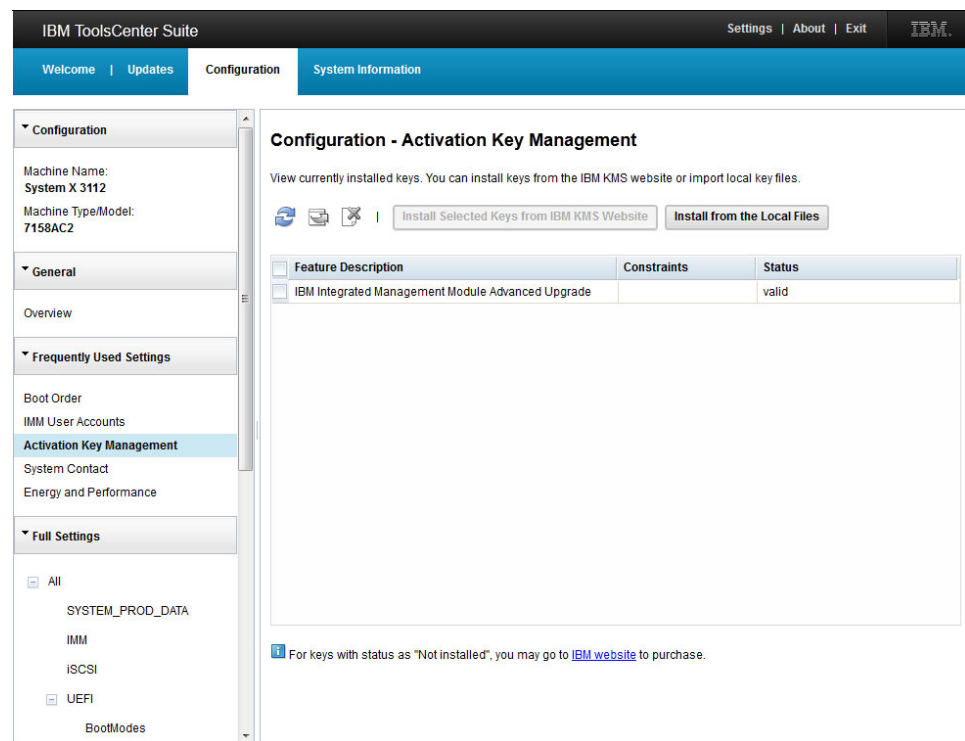 IBM ToolsCenter Suite
Settings | About | Exit
IBM.
Welcome | Updates
Configuration
System Information
Configuration
Machine Name:
System X 3112
Machine Type/Model:
7158AC2
General
Overview
Frequently Used Settings
Boot Order
IMM User Accounts
Activation Key Management
System Contact
Energy and Performance
Full Settings
All
SYSTEM_PROD_DATA
IMM
iSCSI
UEFI
BootModes
Configuration - Activation Key Management
View currently installed keys. You can install keys from the IBM KMS website or import local key files.
| Install Selected Keys from IBM KMS Website
Install from the Local Files
Feature Description Constraints Status
IBM Integrated Management Module Advanced Upgrade valid
For keys with status as "Not installed", you may go to IBM website to purchase.